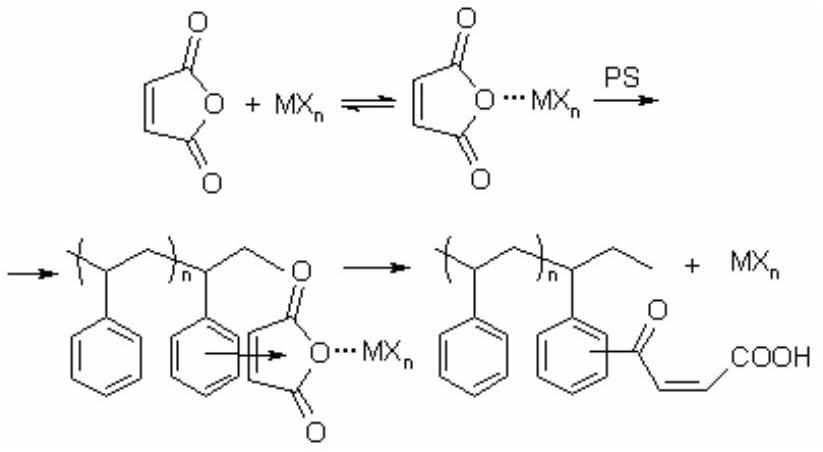 O O
O + MXₙ O ··· MXₙ PS
O O
( )n O ( )n + MXₙ
O ··· MXₙ O
COOH
O